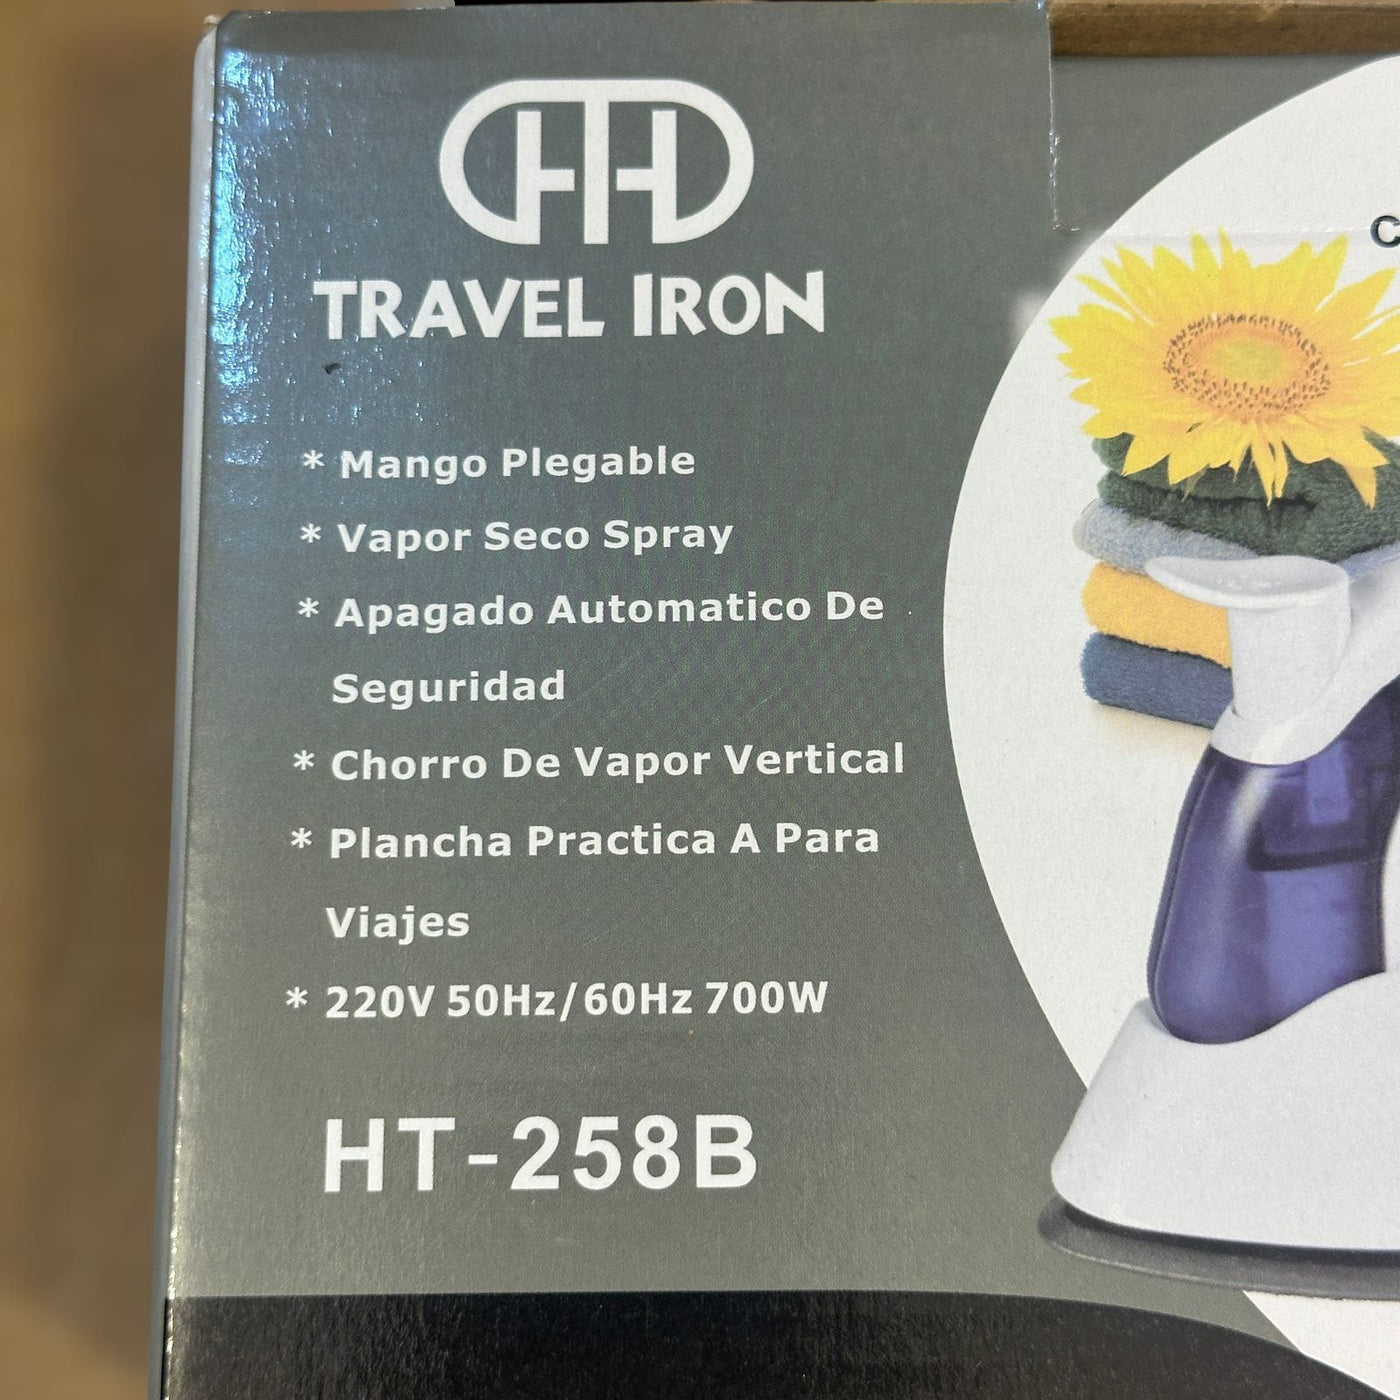 HTH
TRAVEL IRON
* Mango Plegable
* Vapor Seco Spray
* Apagado Automatico De
Seguridad
* Chorro De Vapor Vertical
* Plancha Practica A Para
Viajes
* 220V 50Hz/60Hz 700W
HT-258B